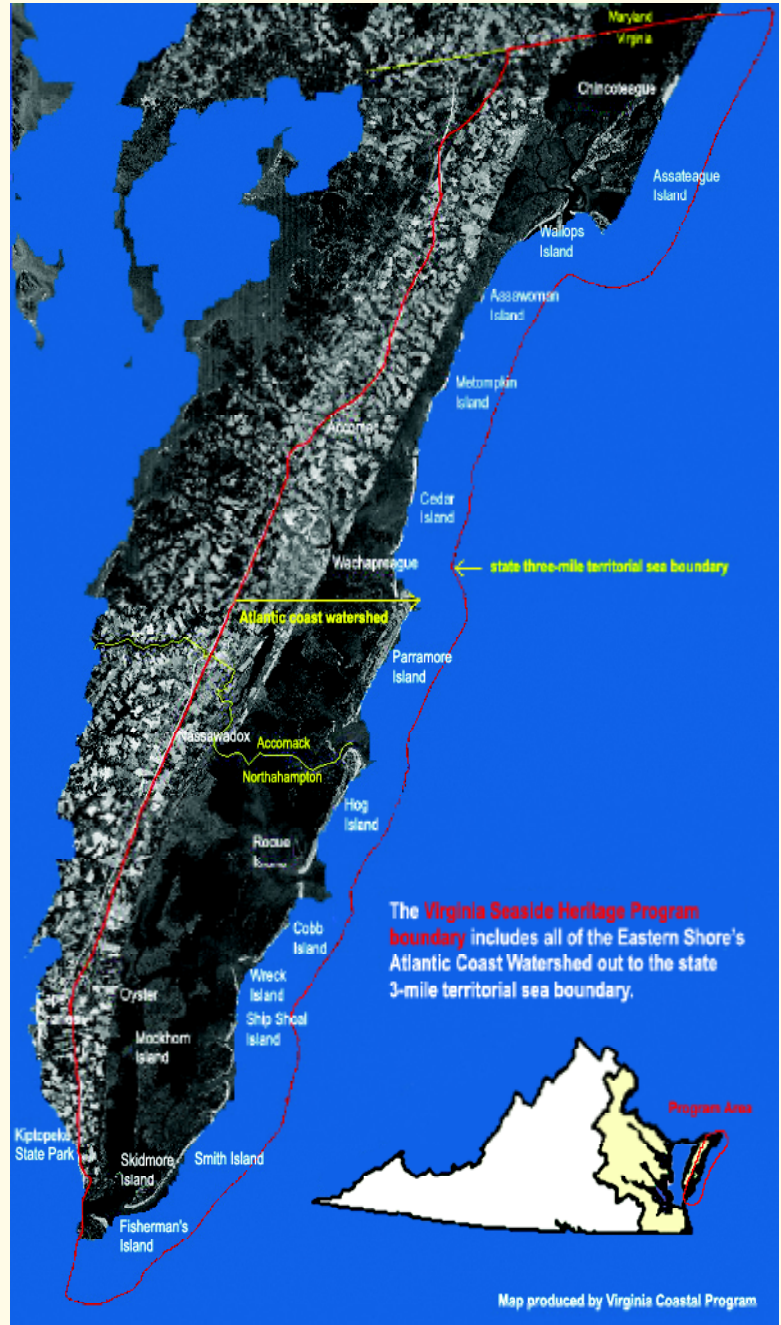 Maryland
Virginia
Chincoteague
Assateague
Island
Wallops
Island
Assawoman
Island
Metompkin
Island
Accomac
Cedar
Island
Wachapreague
state three-mile territorial sea boundary
Atlantic coast watershed
Parramore
Island
Nassawadox
Accomack
Northahampton
Hog
Island
Rogue
Cobb
Island
The Virginia Seaside Heritage Program
boundary includes all of the Eastern Shore's
Atlantic Coast Watershed out to the state
3-mile territorial sea boundary.
Wreck
Island
Oyster
Cape
Ship Shoal
Island
Mockhorn
Island
Program Area
Kiptopeke
State Park
Skidmore
Island
Smith Island
Fisherman's
Island
Map produced by Virginia Coastal Program